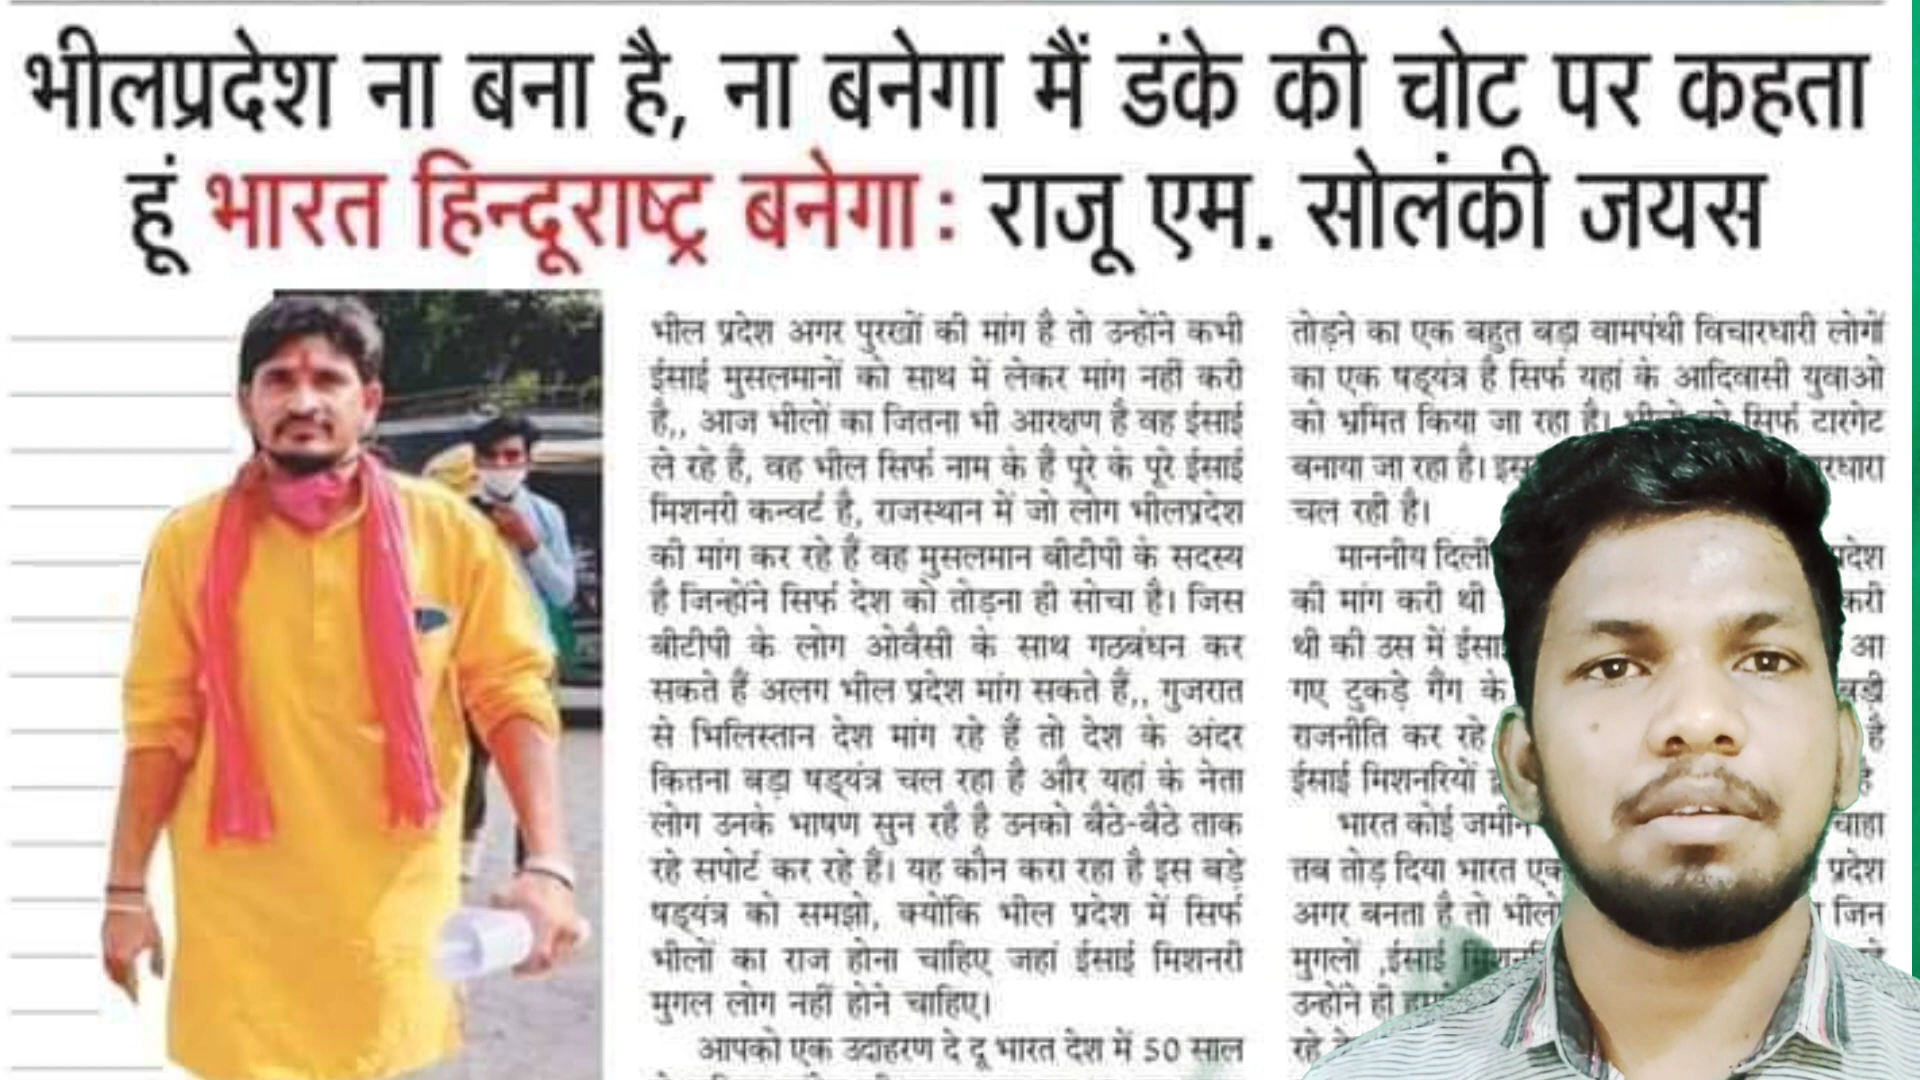 भीलप्रदेश ना बना है, ना बनेगा मैं डंके की चोट पर कहता
हूं भारत हिन्दूराष्ट्र बनेगा: राजू एम. सोलंकी जयस
भील प्रदेश अगर पुरखों की मांग है तो उन्होंने कभी
ईसाई मुसलमानों को साथ में लेकर मांग नहीं करी
है,, आज भीलों का जितना भी आरक्षण है वह ईसाई
ले रहे हैं, वह भील सिर्फ नाम के हैं पूरे के पूरे ईसाई
मिशनरी कन्वर्ट है, राजस्थान में जो लोग भीलप्रदेश
की मांग कर रहे हैं वह मुसलमान बीटीपी के सदस्य
है जिन्होंने सिर्फ देश को तोड़ना ही सोचा है। जिस
बीटीपी के लोग ओवैसी के साथ गठबंधन कर
सकते हैं अलग भील प्रदेश मांग सकते हैं,, गुजरात
से भिलिस्तान देश मांग रहे हैं तो देश के अंदर
कितना बड़ा षड्यंत्र चल रहा है और यहां के नेता
लोग उनके भाषण सुन रहै है उनको बैठे-बैठे ताक
रहे सपोर्ट कर रहे हैं। यह कौन करा रहा है इस बड़े
षड्यंत्र को समझो, क्योंकि भील प्रदेश में सिर्फ
भीलों का राज होना चाहिए जहां ईसाई मिशनरी
मुगल लोग नहीं होने चाहिए।
आपको एक उदाहरण दे दू भारत देश में 50 साल
तोड़ने का एक बहुत बड़ा वामपंथी विचारधारी लोगों
का एक षड्यंत्र है सिर्फ यहां के आदिवासी युवाओ
को भ्रमित किया जा रहा है। भीलों को सिर्फ टारगेट
बनाया जा रहा है।
चल रही है।
माननीय
की मांग करी थी करी
थी की उस में आ
गए टुकड़े गैंग के
राजनीति कर रहे है
ईसाई मिशनरियों है
भारत कोई जमीन चाहा
तब तोड़ दिया भारत प्रदेश
अगर बनता है तो जिन
मुगलों ,ईसाई
उन्होंने ही
रहे